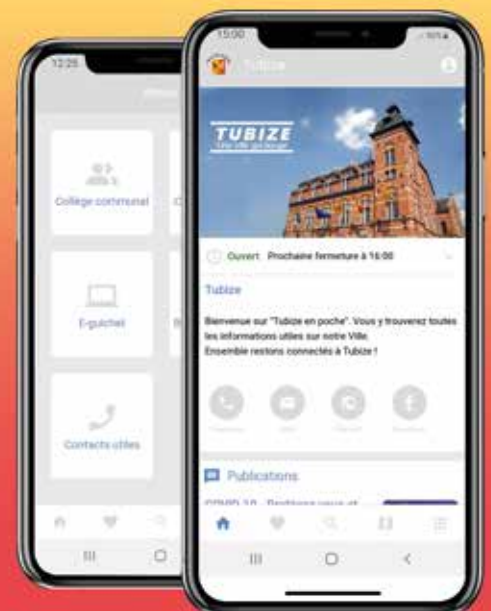 12:25
Collège communal
E-guichet
Contacts utiles
15:00
Tubize
TUBIZE
Une ville qui bouge
Ouvert Prochaine fermeture à 16:00
Tubize
Bienvenue sur "Tubize en poche". Vous y trouverez toutes
les informations utiles sur notre Ville.
Ensemble restons connectés à Tubize !
Publications